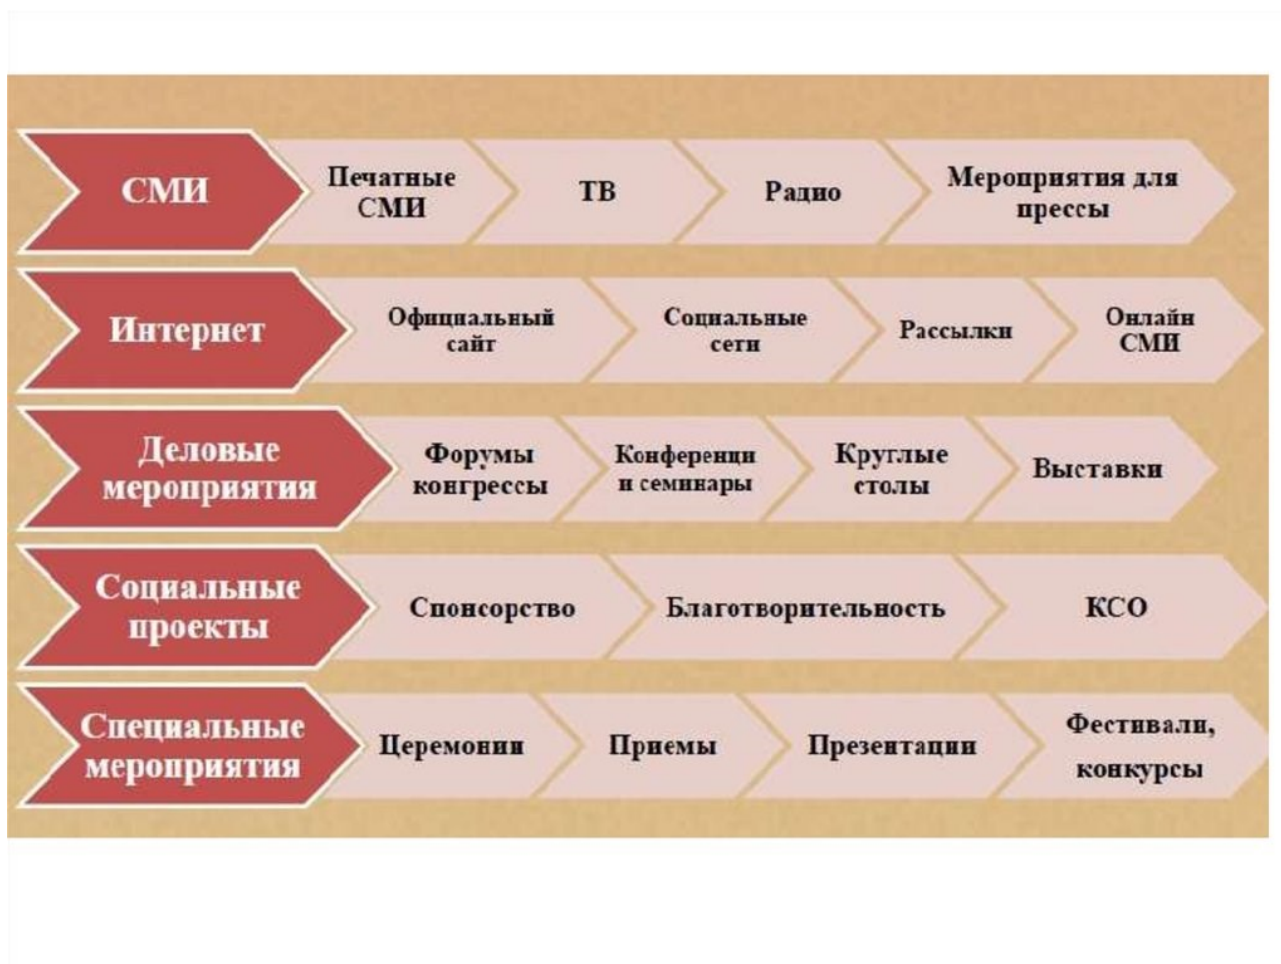 СМИ
Печатные
СМИ
ТВ
Радио
Мероприятия для
прессы
Интернет
Официальный
сайт
Социальные
сети
Рассылки
Онлайн
СМИ
Деловые
мероприятия
Форумы
конгрессы
Конференци
и семинары
Круглые
столы
Выставки
Социальные
проекты
Спонсорство
Благотворительность
КСО
Специальные
мероприятия
Церемонии
Приемы
Презентации
Фестивали,
конкурсы